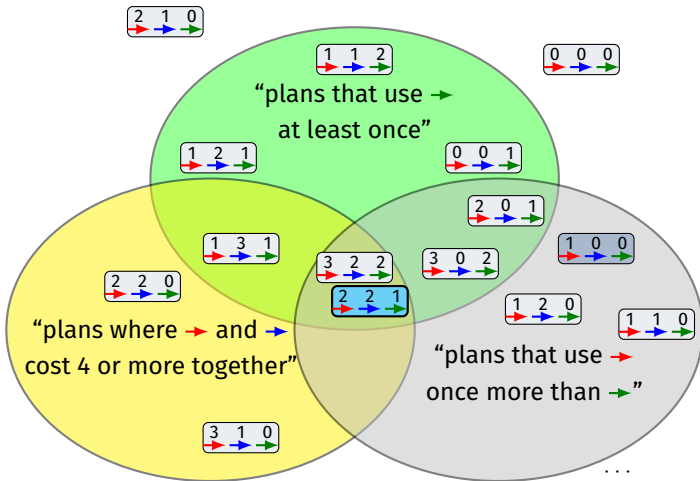 2 1 0
1 1 2
0 0 0
“plans that use →
at least once”
1 2 1
0 0 1
2 0 1
1 3 1
1 0 0
3 2 2
3 0 2
2 2 0
2 2 1
1 2 0
1 1 0
“plans where → and →
cost 4 or more together”
“plans that use →
once more than →”
3 1 0
. . .